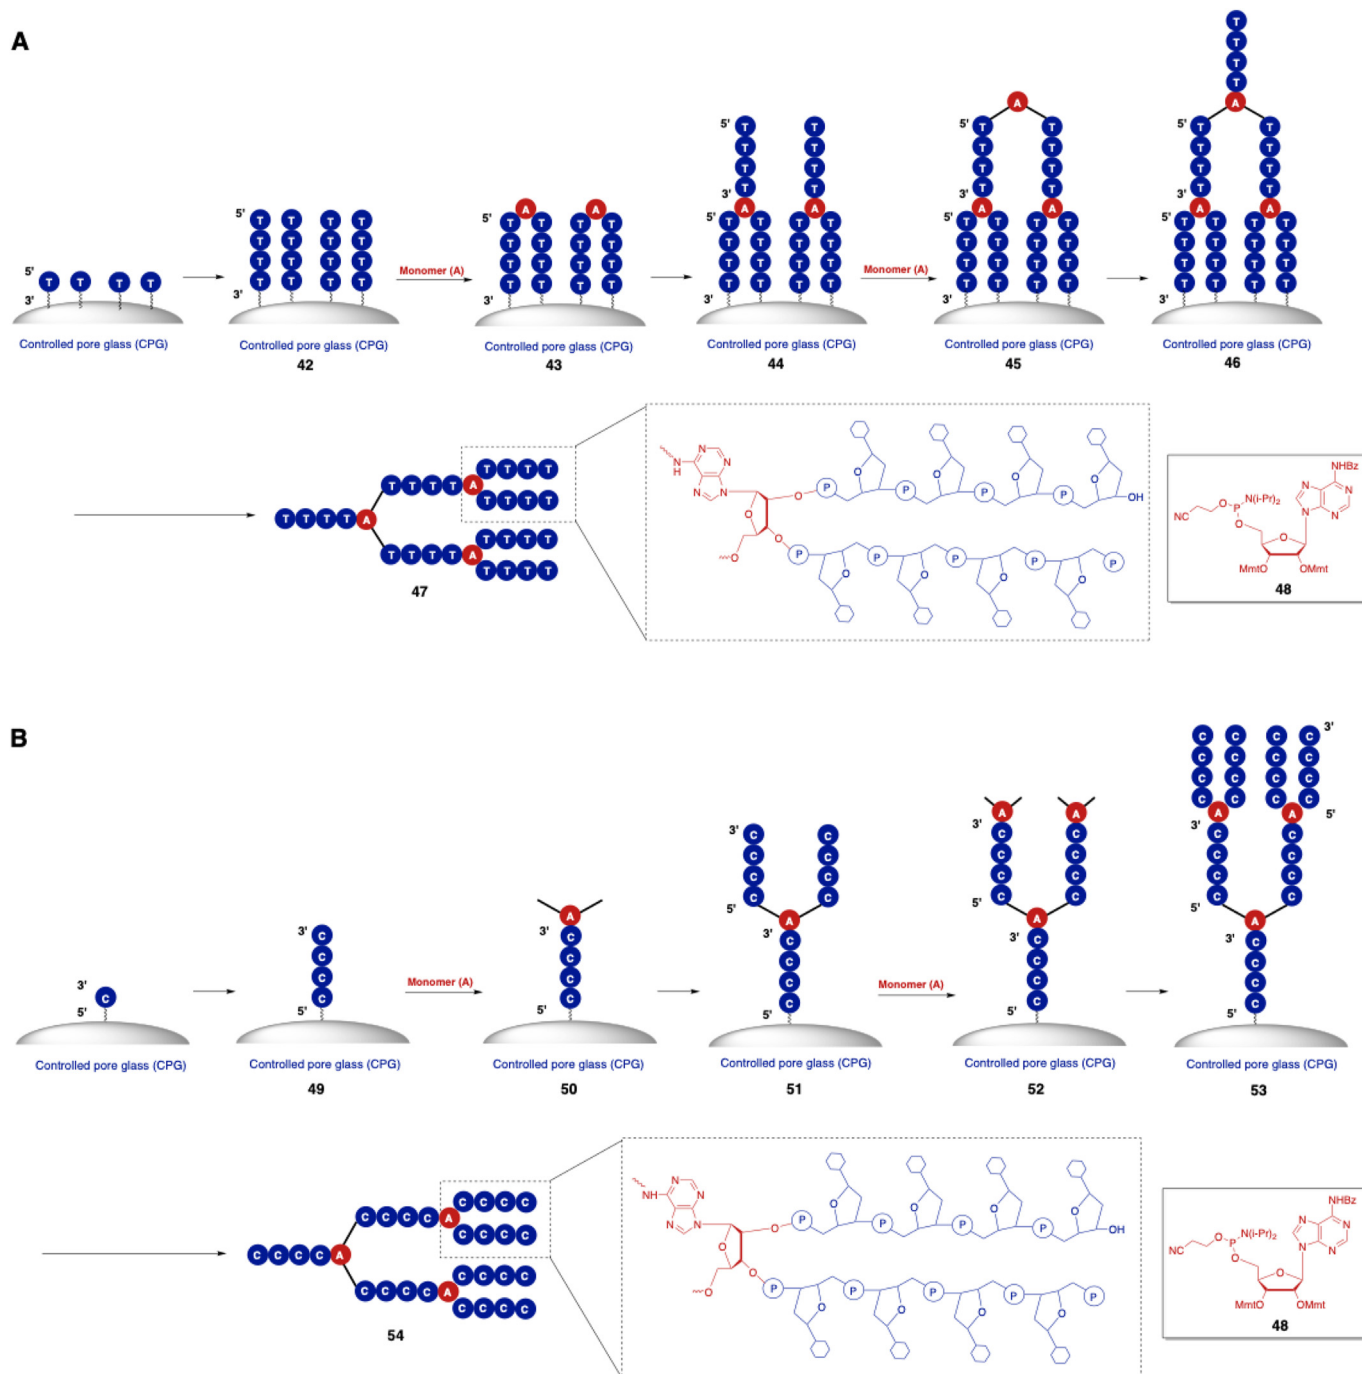 A
5' T T T T
3'
Controlled pore glass (CPG)
5' T T T T
T T T T
T T T T
3' T T T T
Controlled pore glass (CPG)
42
Monomer (A)
A A
5' T T T T
T T T T
T T T T
T T T T
3'
Controlled pore glass (CPG)
43
5' T T
T T
T T
3' T T
A A
5' T T T T
T T T T
T T T T
T T T T
3'
Controlled pore glass (CPG)
44
Monomer (A)
A
5' T T
T T
T T
3' T T
A A
5' T T T T
T T T T
T T T T
T T T T
3'
Controlled pore glass (CPG)
45
T
T
T
T
A
5' T T
T T
T T
3' T T
A A
5' T T T T
T T T T
T T T T
T T T T
3'
Controlled pore glass (CPG)
46
T T T T
T T T T A
T T T T
T T T T A
T T T T
T T T T A
T T T T
47
NH N N N N O O O O P P P P O O O O OH
P P P P P O O O O
NHBz
NC O P N(i-Pr)2 O N N N N O
MmtO OMmt
48
B
3'
C
5'
Controlled pore glass (CPG)
3' C
C
C
5' C
Controlled pore glass (CPG)
49
Monomer (A)
A
3' C
C
C
5' C
Controlled pore glass (CPG)
50
3' C C
C C
C C
5' C C
A
3' C
C
C
5' C
Controlled pore glass (CPG)
51
Monomer (A)
A A
3' C C
C C
C C
5' C C
A
3' C
C
C
5' C
Controlled pore glass (CPG)
52
C C C C 3'
C C C C
C C C C
C C C C
A A 5'
3' C C
C C
C C
5' C C
A
3' C
C
C
5' C
Controlled pore glass (CPG)
53
C C C C
C C C C A
C C C C
C C C C A
C C C C
C C C C A
C C C C
54
NH N N N N O O O O P P P P O O O O OH
P P P P P O O O O
NHBz
NC O P N(i-Pr)2 O N N N N O
MmtO OMmt
48